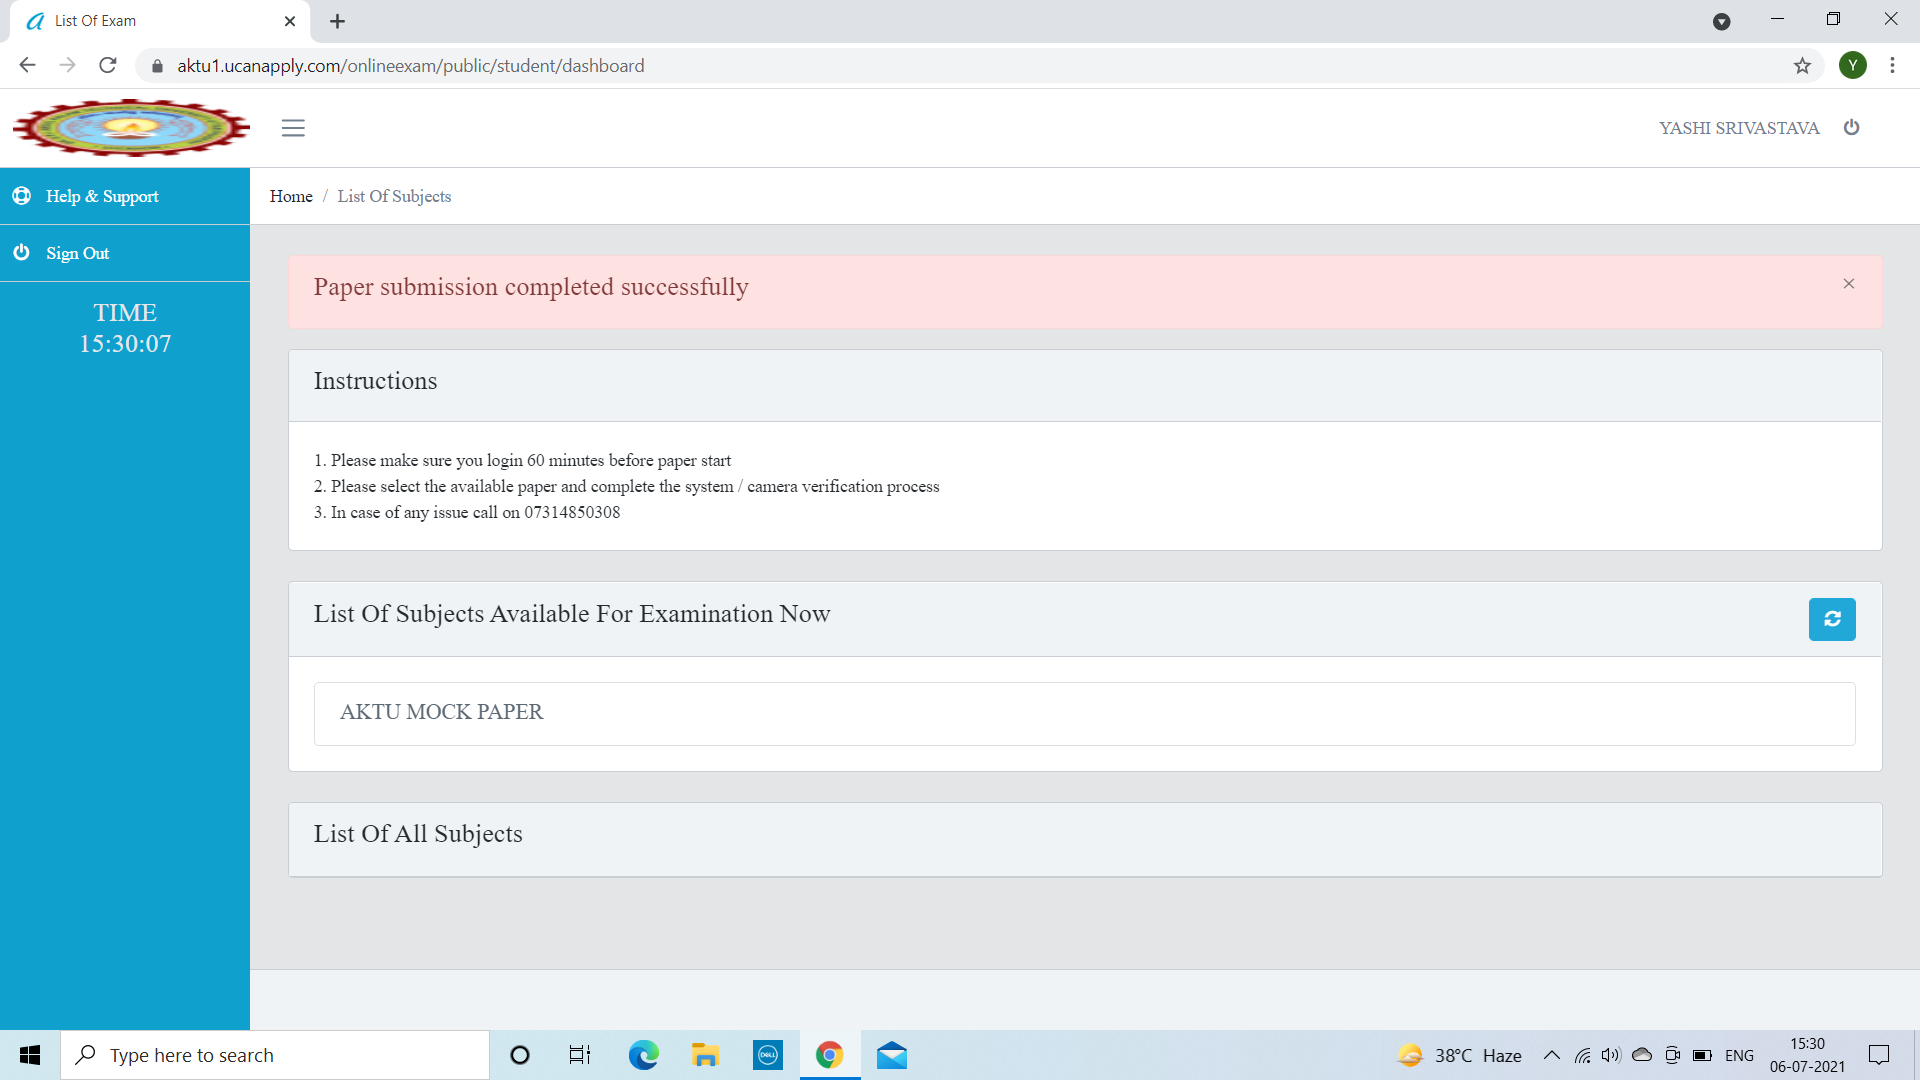 List Of Exam
aktu1.ucanapply.com/onlineexam/public/student/dashboard
Y
YASHI SRIVASTAVA
Help & Support
Home / List Of Subjects
Sign Out
TIME
15:30:07
Paper submission completed successfully
Instructions
1. Please make sure you login 60 minutes before paper start
2. Please select the available paper and complete the system / camera verification process
3. In case of any issue call on 07314850308
List Of Subjects Available For Examination Now
AKTU MOCK PAPER
List Of All Subjects
Type here to search
DELL
38°C Haze
ENG
15:30
06-07-2021